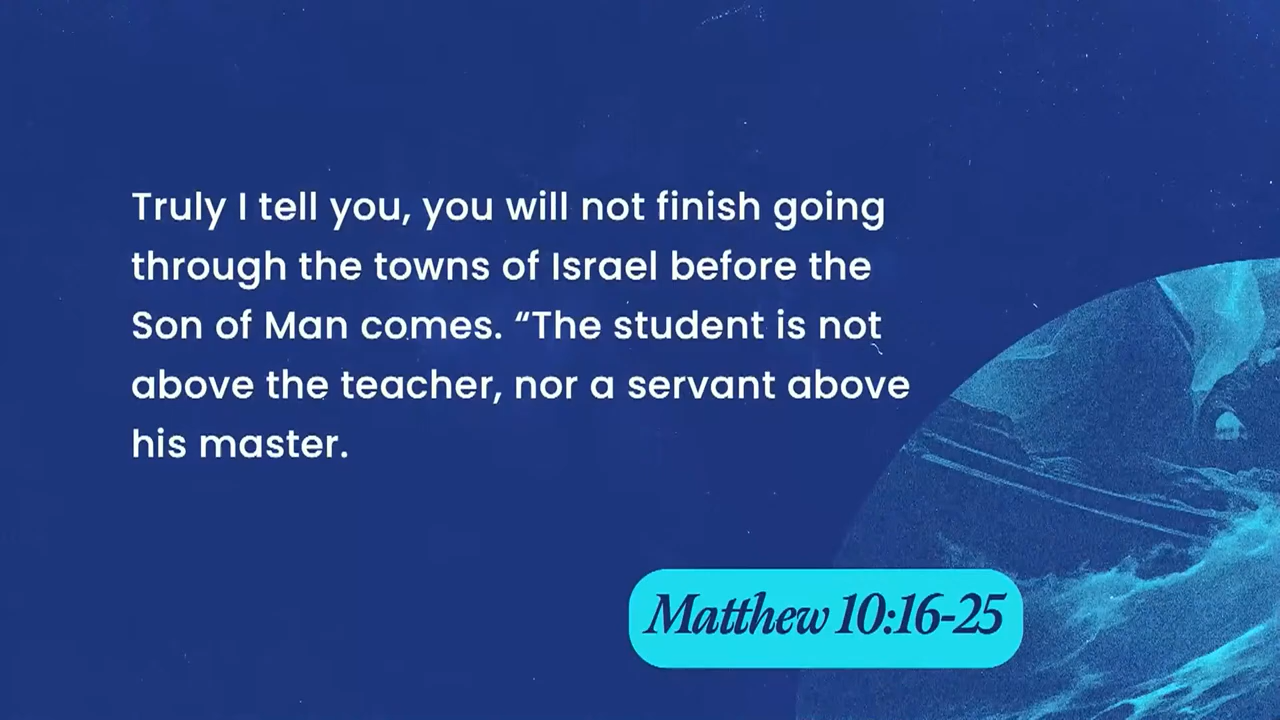 Truly I tell you, you will not finish going
through the towns of Israel before the
Son of Man comes. “The student is not
above the teacher, nor a servant above
his master.
Matthew 10:16-25